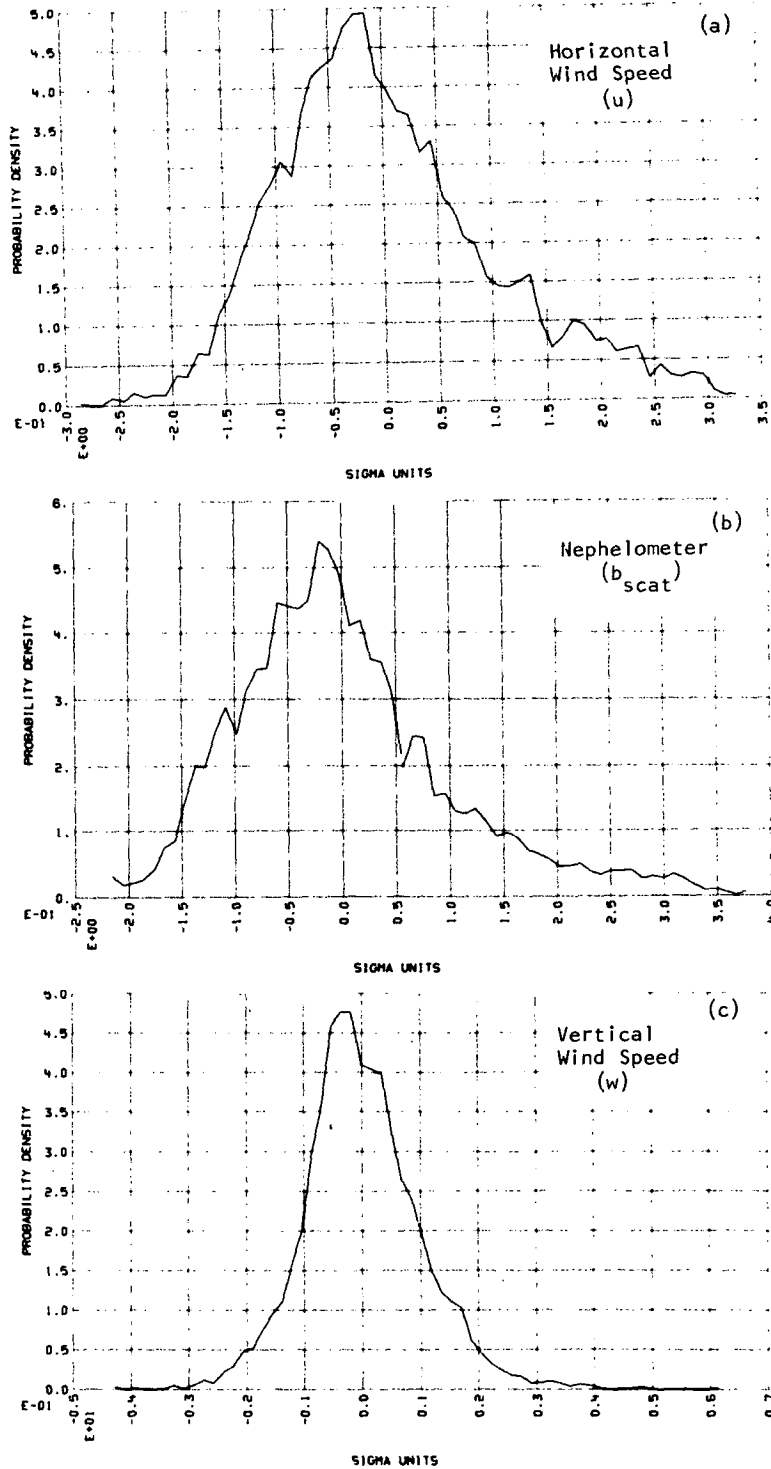 (a)
Horizontal
Wind Speed
(u)
PROBABILITY DENSITY
5.0
4.5
4.0
3.5
3.0
2.5
2.0
1.5
1.0
0.5
0.0
E-01
-3.0 -2.5 -2.0 -1.5 -1.0 -0.5 0.0 0.5 1.0 1.5 2.0 2.5 3.0 3.5
E+00
SIGMA UNITS
(b)
Nephelometer
(b scat)
PROBABILITY DENSITY
6.
5.
4.
3.
2.
1.
0.
E-01
-2.5 -2.0 -1.5 -1.0 -0.5 0.0 0.5 1.0 1.5 2.0 2.5 3.0 3.5 4.0
E+00
SIGMA UNITS
(c)
Vertical
Wind Speed
(w)
PROBABILITY DENSITY
5.0
4.5
4.0
3.5
3.0
2.5
2.0
1.5
1.0
0.5
0.0
E-01
-0.5 -0.4 -0.3 -0.2 -0.1 0.0 0.1 0.2 0.3 0.4 0.5 0.6 0.7
E+01
SIGMA UNITS